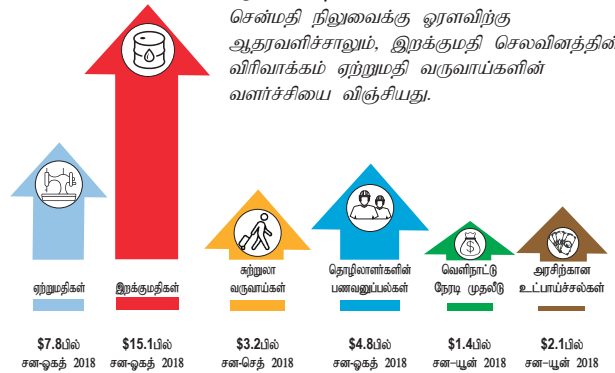 சென்மதி நிலுவைக்கு ஓரளவிற்கு
ஆதரவளிச்சாலும், இறக்குமதி செலவினத்தின்
விரிவாக்கம் ஏற்றுமதி வருவாய்களின்
வளர்ச்சியை விஞ்சியது.
ஏற்றுமதிகள்
இறக்குமதிகள்
சுற்றுலா
வருவாய்கள்
தொழிலாளர்களின்
பணவனுப்பல்கள்
வெளிநாட்டு
நேரடி முதலீடு
அரசிற்கான
உட்பாய்ச்சல்கள்
$7.8பில்
சன-ஓகத் 2018
$15.1பில்
சன-ஓகத் 2018
$3.2பில்
சன-செத் 2018
$4.8பில்
சன-ஓகத் 2018
$1.4பில்
சன-யூன் 2018
$2.1பில்
சன-யூன் 2018